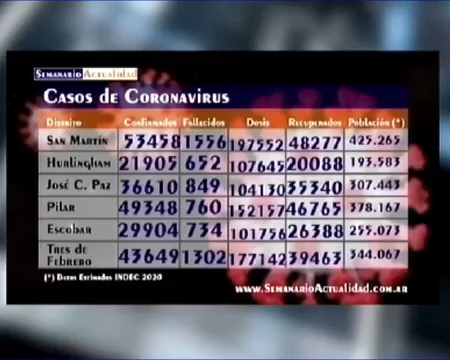 Semanario Actualidad
Casos de Coronavirus
Distrito Confirmados Fallecidos Dosis Recuperados Población (*)
San Martín 53458 1556 197552 48277 425.265
Hurlingham 21905 652 107645 20088 193.583
José C. Paz 36610 849 104130 35340 307.443
Pilar 49348 760 152157 46765 378.167
Escobar 29904 734 101756 26388 255.073
Tres de
Febrero 43649 1302 177142 39463 344.067
(*) Datos Estimados INDEC 2020
www.SemanarioActualidad.com.ar